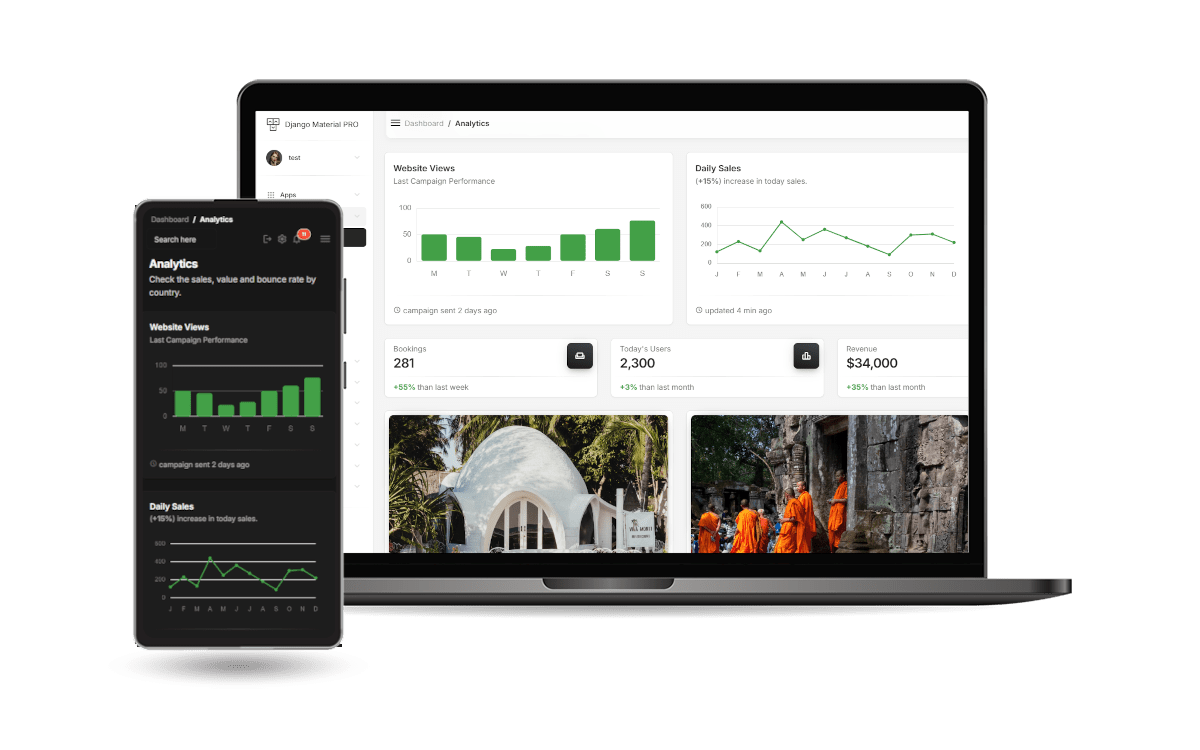 Django Material PRO
Dashboard / Analytics
test
Apps
Website Views
Last Campaign Performance
100
50
0
M T W T F S S
campaign sent 2 days ago
Daily Sales
(+15%) increase in today sales.
600
400
200
0
J F M A M J J A S O N D
updated 4 min ago
Bookings
281
+55% than last week
Today's Users
2,300
+3% than last month
Revenue
$34,000
+35% than last month
Dashboard / Analytics
Search here
11
Analytics
Check the sales, value and bounce rate by
country.
Website Views
Last Campaign Performance
100
50
0
M T W T F S S
campaign sent 2 days ago
Daily Sales
(+15%) increase in today sales.
600
400
200
0
J F M A M J J A S O N D